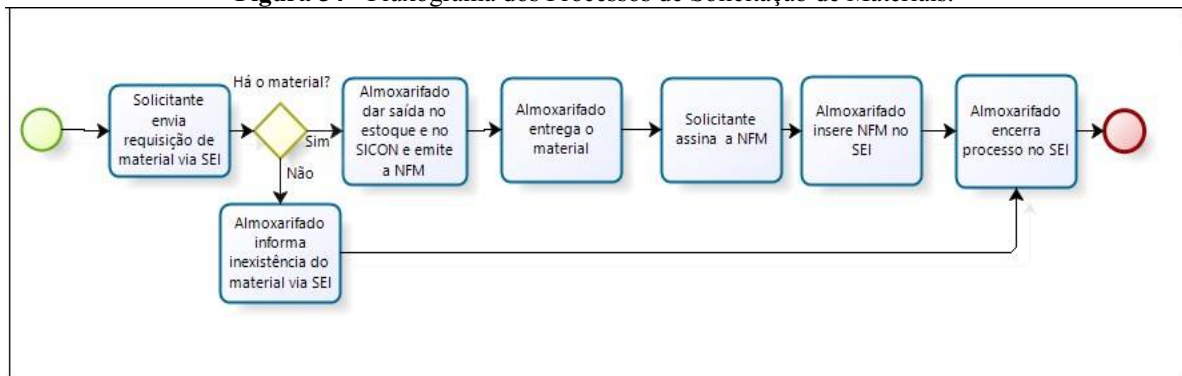 Figura 34 - Fluxograma dos Processos de Solicitação de Materiais.
Solicitante
envia
requisição de
material via SEI
Há o material?
Sim
Não
Almoxarifado
dar saída no
estoque e no
SICON e emite
a NFM
Almoxarifado
entrega o
material
Solicitante
assina a NFM
Almoxarifado
insere NFM no
SEI
Almoxarifado
encerra
processo no SEI
Almoxarifado
informa
inexistência do
material via SEI